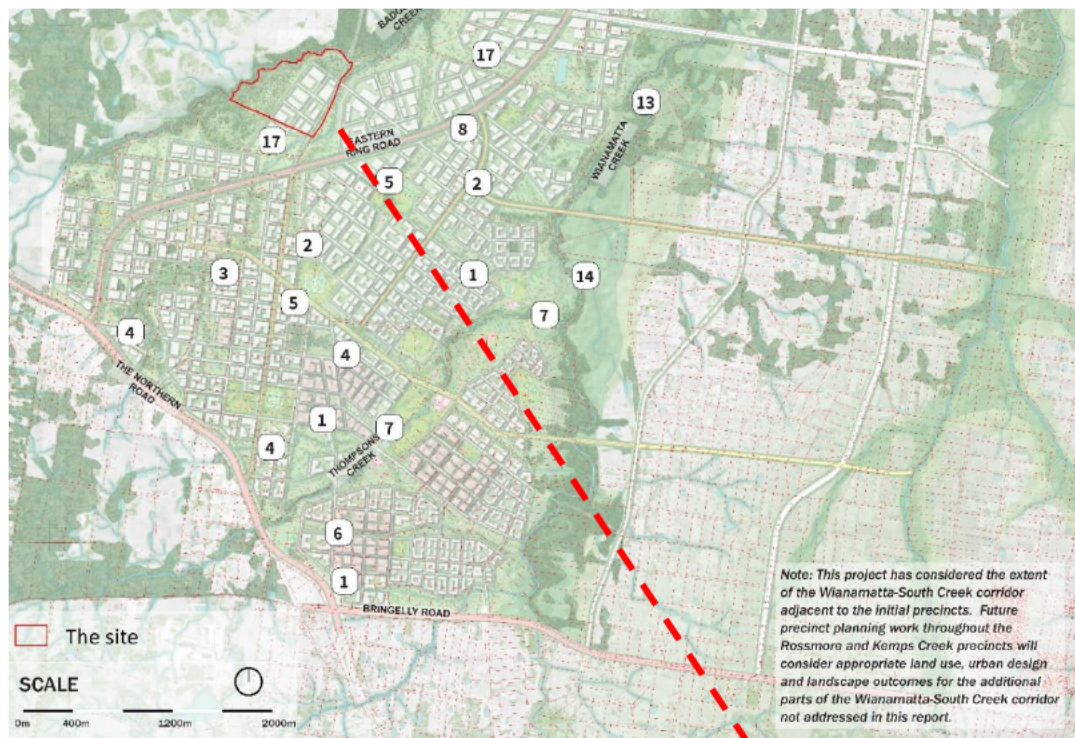 BADG
CREEK
17
13
WIANAMATTA
CREEK
17
EASTERN
RING ROAD
8
5
2
2
3
1
14
5
7
4
4
THE NORTHERN
ROAD
1
7
THOMPSONS
CREEK
4
6
1
BRINGELLY ROAD
The site
SCALE
0m 400m 1200m 2000m
Note: This project has considered the extent
of the Wianamatta-South Creek corridor
adjacent to the initial precincts. Future
precinct planning work throughout the
Rossmore and Kemps Creek precincts will
consider appropriate land use, urban design
and landscape outcomes for the additional
parts of the Wianamatta-South Creek corridor
not addressed in this report.